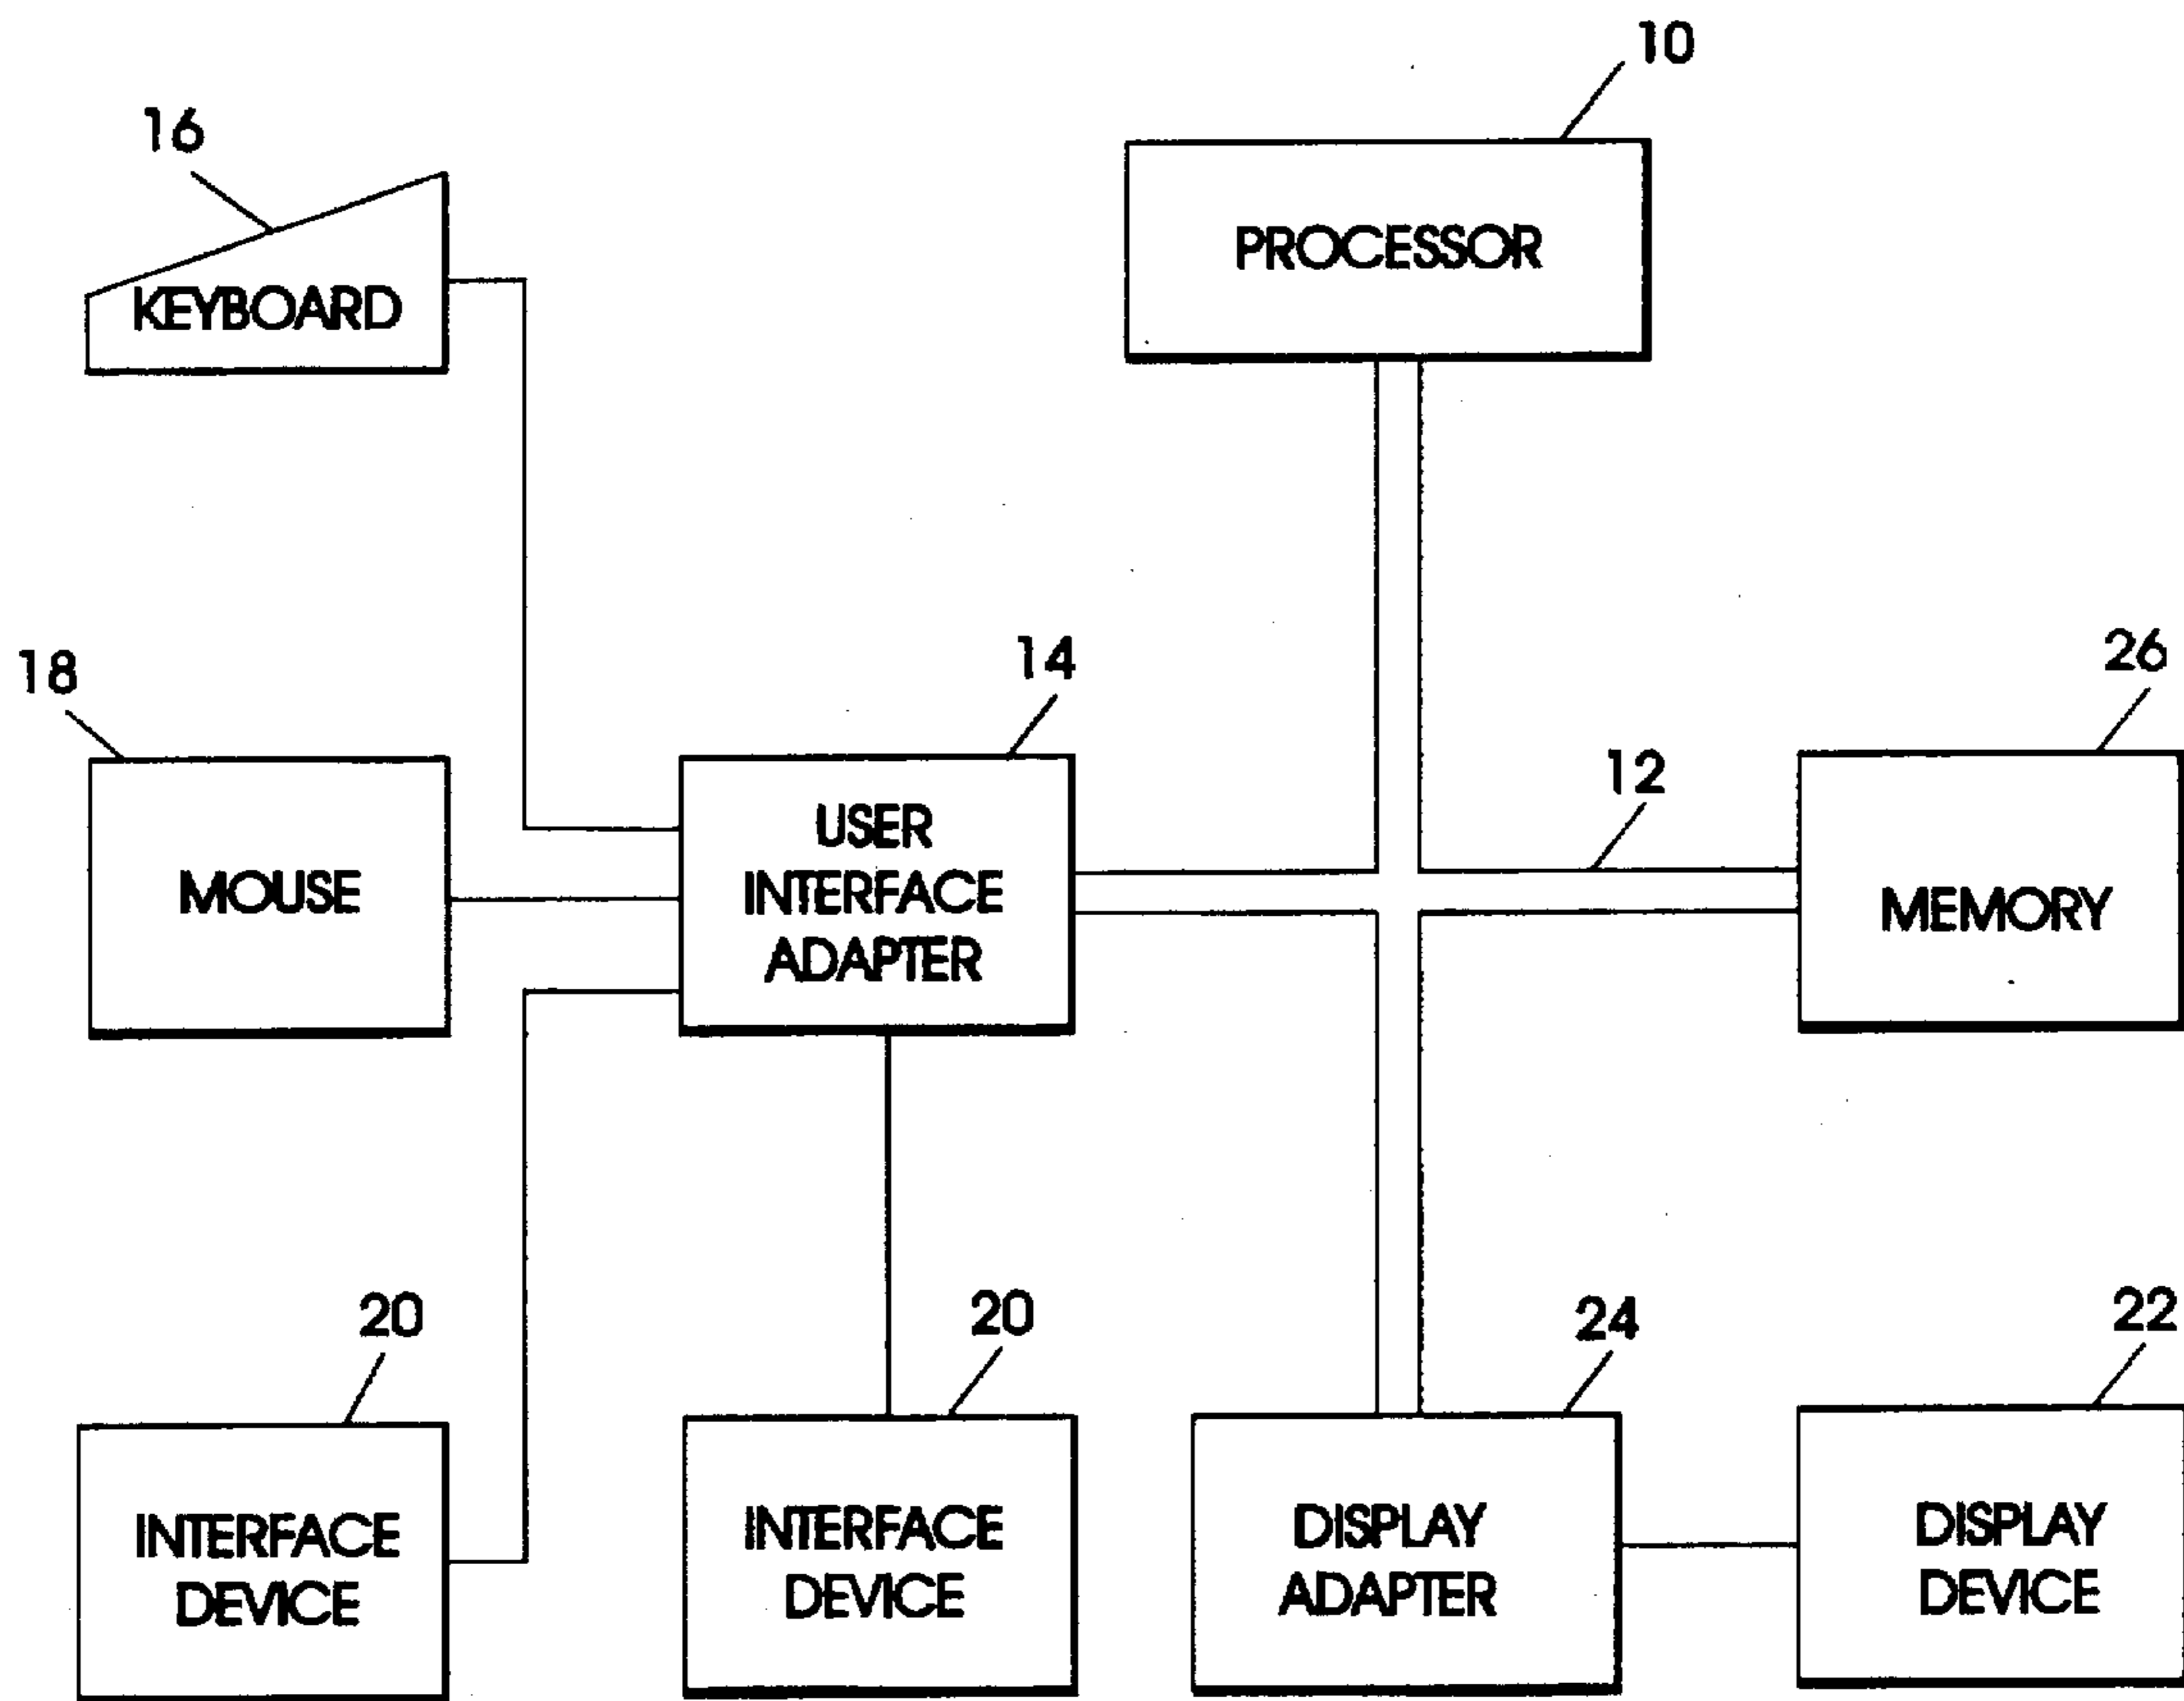 10
16
PROCESSOR
KEYBOARD
14
26
18
12
USER
INTERFACE
ADAPTER
MOUSE
MEMORY
20
20
24
22
INTERFACE
DEVICE
INTERFACE
DEVICE
DISPLAY
ADAPTER
DISPLAY
DEVICE